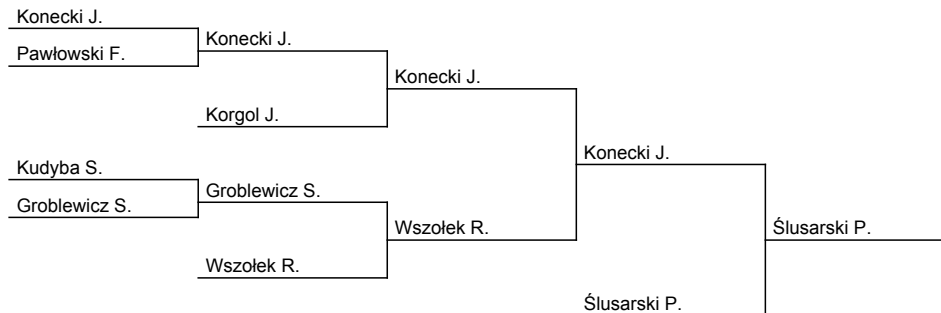 Konecki J.
Pawłowski F.
Konecki J.
Korgol J.
Konecki J.
Kudyba S.
Groblewicz S.
Groblewicz S.
Wszołek R.
Wszołek R.
Konecki J.
Ślusarski P.
Ślusarski P.